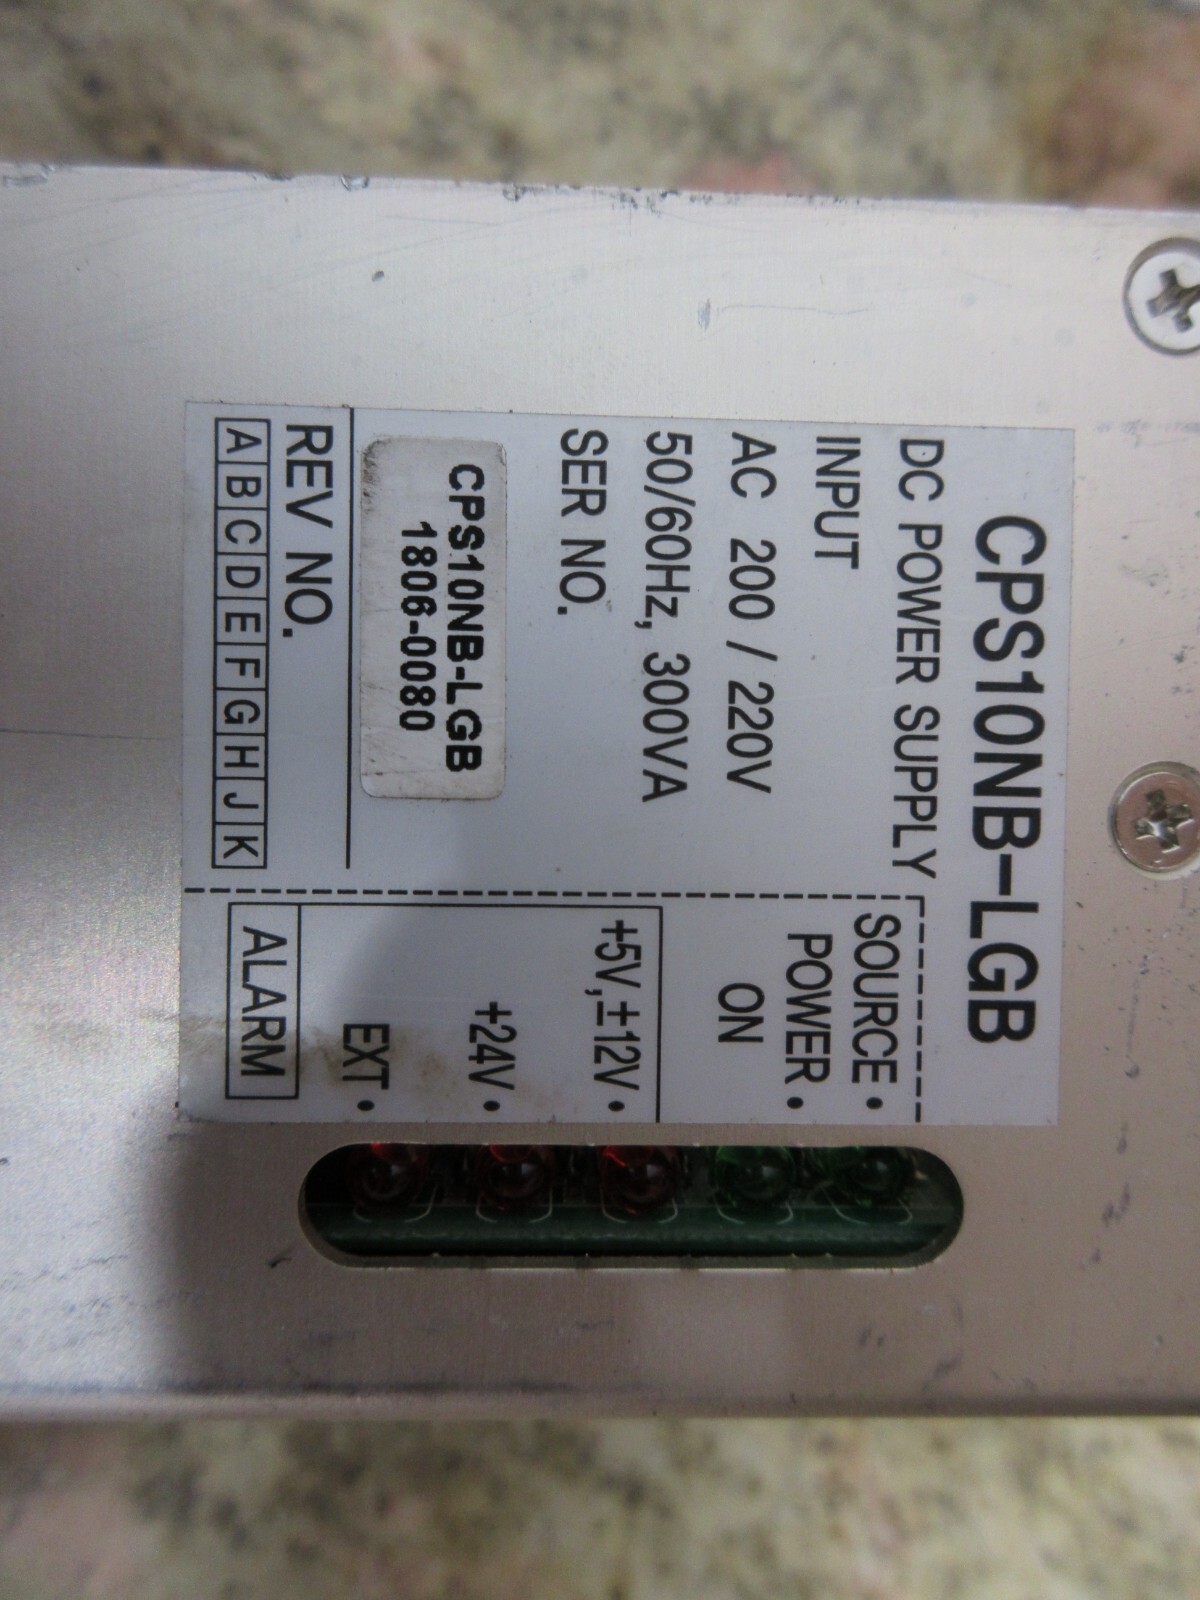 CPS10NB-LGB
DC POWER SUPPLY
INPUT
AC 200 / 220V
50/60Hz, 300VA
SER NO.
CPS10NB-LGB
1806-0080
REV NO.
A B C D E F G H J K
SOURCE •
POWER •
ON
+5V, ±12V •
+24V •
EXT •
ALARM